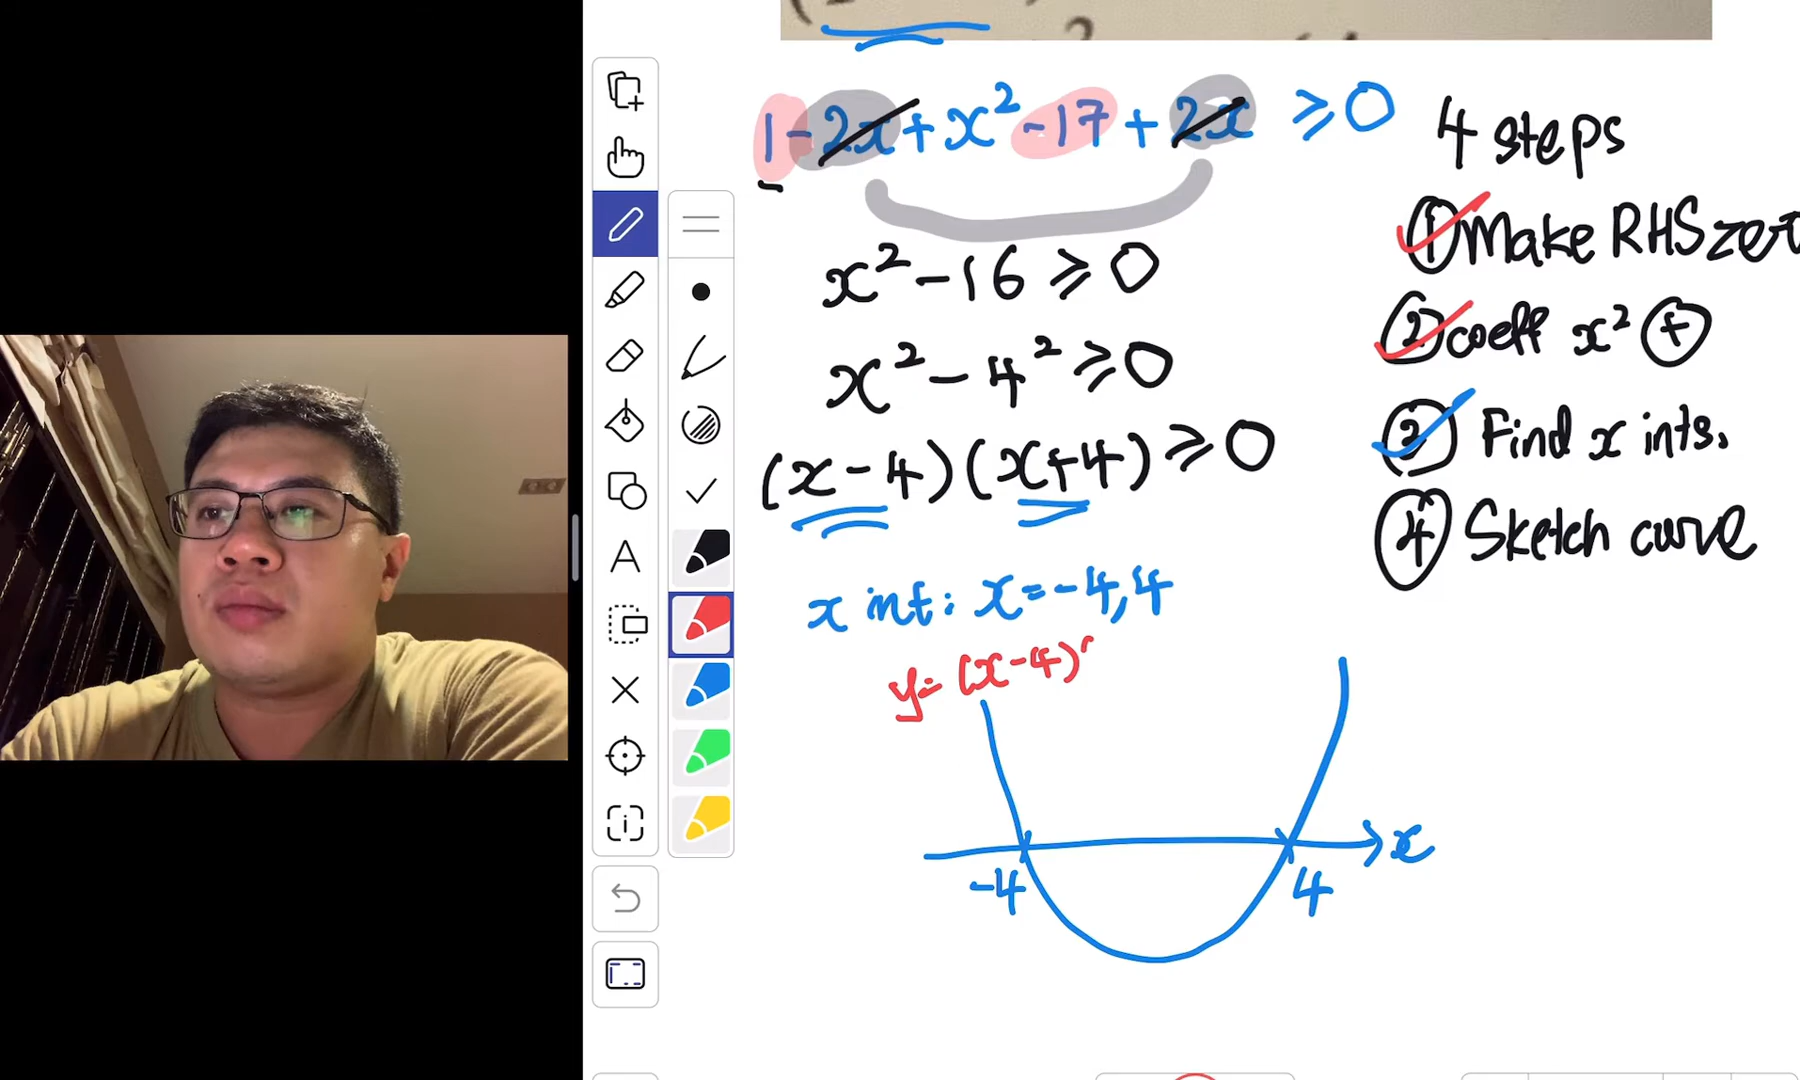 1 - 2x + x² - 17 + 2x ≥ 0
x² - 16 ≥ 0
x² - 4² ≥ 0
(x - 4)(x + 4) ≥ 0
x int: x = -4, 4
y = (x - 4)(
-4
4
x
4 steps
① Make RHS zero
② coeff x² ⊕
③ Find x ints.
④ Sketch curve
A